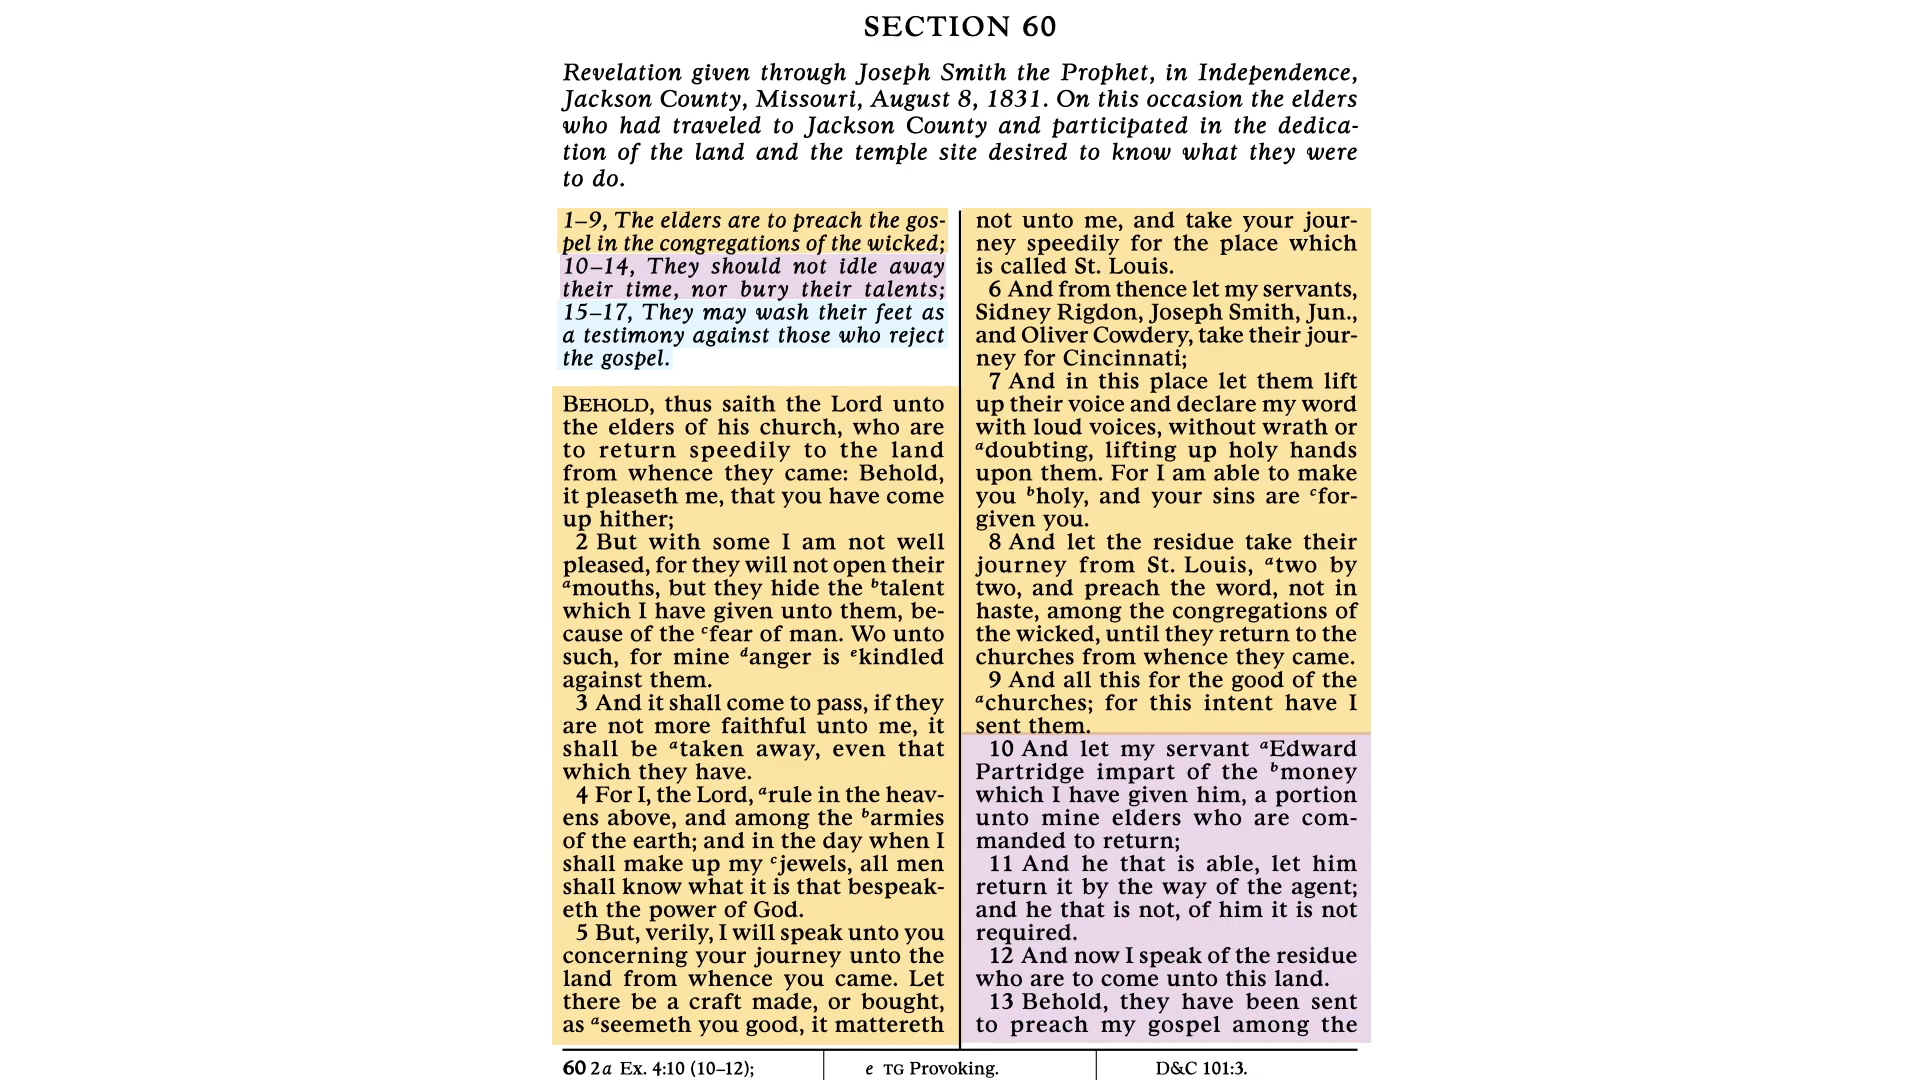 SECTION 60
Revelation given through Joseph Smith the Prophet, in Independence,
Jackson County, Missouri, August 8, 1831. On this occasion the elders
who had traveled to Jackson County and participated in the dedica-
tion of the land and the temple site desired to know what they were
to do.
1–9, The elders are to preach the gos-
pel in the congregations of the wicked;
10–14, They should not idle away
their time, nor bury their talents;
15–17, They may wash their feet as
a testimony against those who reject
the gospel.
BEHOLD, thus saith the Lord unto
the elders of his church, who are
to return speedily to the land
from whence they came: Behold,
it pleaseth me, that you have come
up hither;
2 But with some I am not well
pleased, for they will not open their
amouths, but they hide the btalent
which I have given unto them, be-
cause of the cfear of man. Wo unto
such, for mine danger is ekindled
against them.
3 And it shall come to pass, if they
are not more faithful unto me, it
shall be ataken away, even that
which they have.
4 For I, the Lord, arule in the heav-
ens above, and among the barmies
of the earth; and in the day when I
shall make up my cjewels, all men
shall know what it is that bespeak-
eth the power of God.
5 But, verily, I will speak unto you
concerning your journey unto the
land from whence you came. Let
there be a craft made, or bought,
as aseemeth you good, it mattereth
not unto me, and take your jour-
ney speedily for the place which
is called St. Louis.
6 And from thence let my servants,
Sidney Rigdon, Joseph Smith, Jun.,
and Oliver Cowdery, take their jour-
ney for Cincinnati;
7 And in this place let them lift
up their voice and declare my word
with loud voices, without wrath or
adoubting, lifting up holy hands
upon them. For I am able to make
you bholy, and your sins are cfor-
given you.
8 And let the residue take their
journey from St. Louis, atwo by
two, and preach the word, not in
haste, among the congregations of
the wicked, until they return to the
churches from whence they came.
9 And all this for the good of the
achurches; for this intent have I
sent them.
10 And let my servant aEdward
Partridge impart of the bmoney
which I have given him, a portion
unto mine elders who are com-
manded to return;
11 And he that is able, let him
return it by the way of the agent;
and he that is not, of him it is not
required.
12 And now I speak of the residue
who are to come unto this land.
13 Behold, they have been sent
to preach my gospel among the
60 2a Ex. 4:10 (10–12);
e TG Provoking.
D&C 101:3.